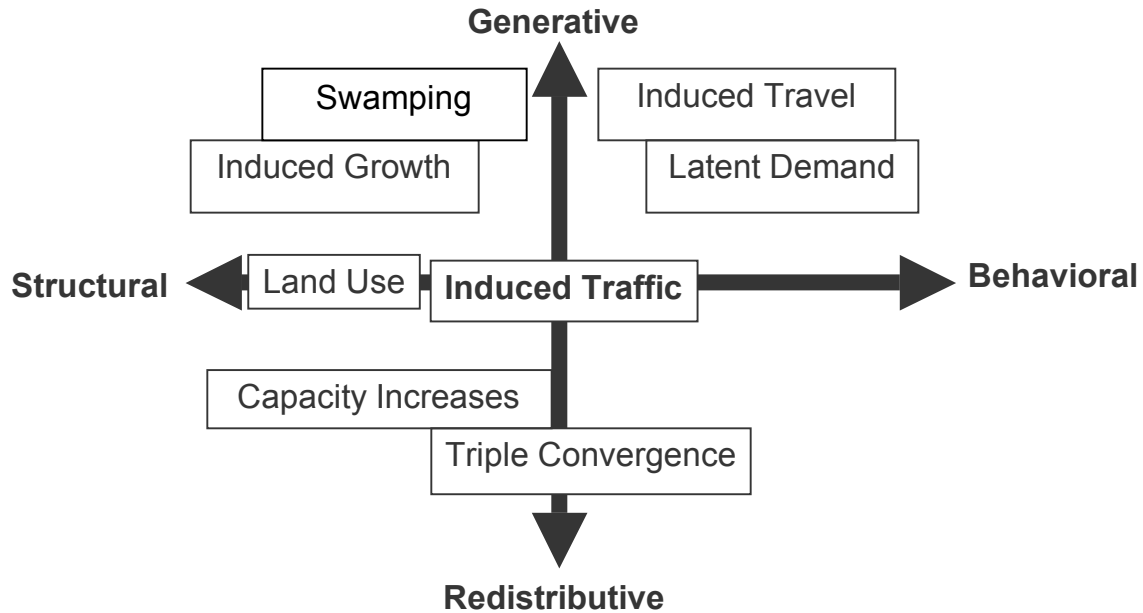 Generative
Swamping
Induced Travel
Induced Growth
Latent Demand
Structural
Land Use
Induced Traffic
Behavioral
Capacity Increases
Triple Convergence
Redistributive